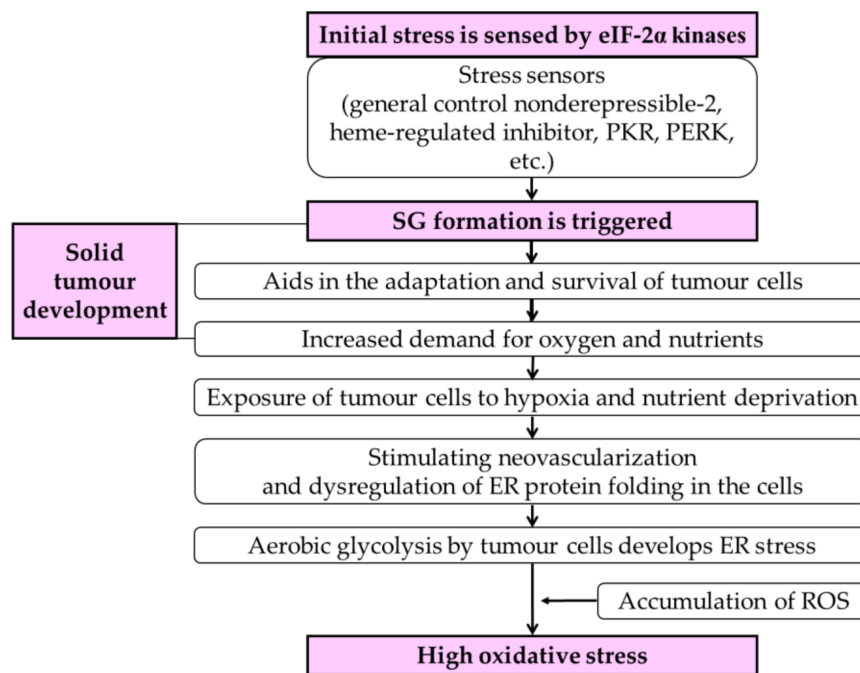 Initial stress is sensed by eIF-2α kinases
Stress sensors
(general control nonderepressible-2,
heme-regulated inhibitor, PKR, PERK,
etc.)
SG formation is triggered
Solid
tumour
development
Aids in the adaptation and survival of tumour cells
Increased demand for oxygen and nutrients
Exposure of tumour cells to hypoxia and nutrient deprivation
Stimulating neovascularization
and dysregulation of ER protein folding in the cells
Aerobic glycolysis by tumour cells develops ER stress
Accumulation of ROS
High oxidative stress